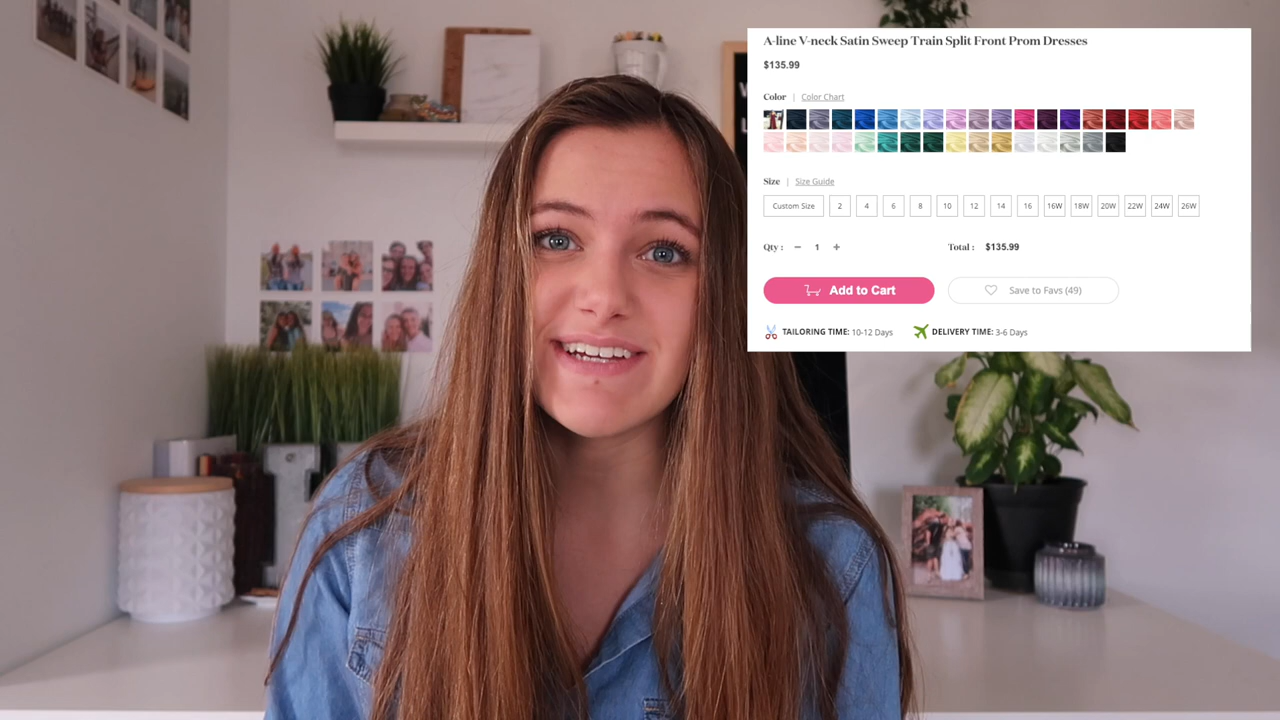 A-line V-neck Satin Sweep Train Split Front Prom Dresses
$135.99
Color | Color Chart
Size | Size Guide
Custom Size 2 4 6 8 10 12 14 16 16W 18W 20W 22W 24W 26W
Qty : − 1 + Total : $135.99
Add to Cart Save to Favs (49)
TAILORING TIME: 10-12 Days DELIVERY TIME: 3-6 Days